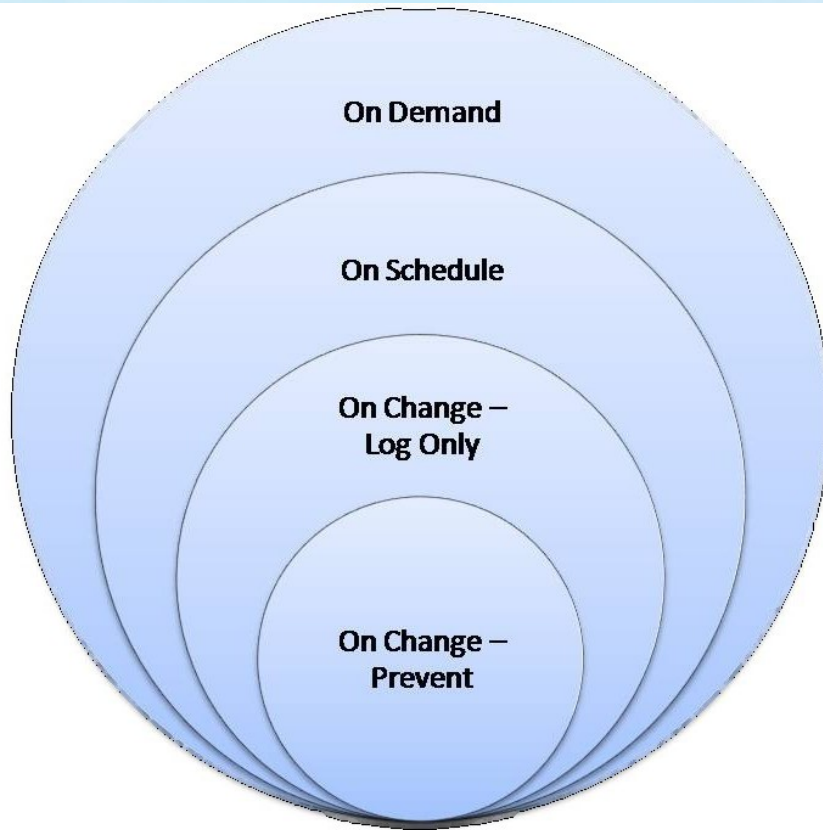 On Demand
On Schedule
On Change –
Log Only
On Change –
Prevent